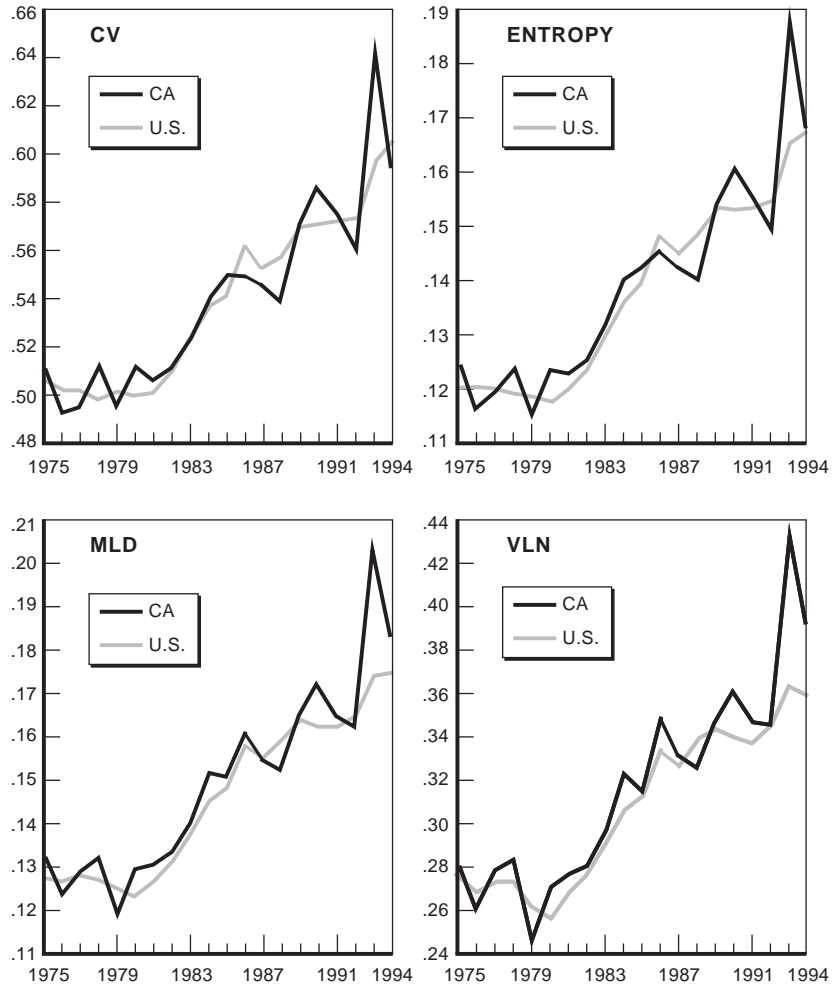 CV
.66
.64
.62
.60
.58
.56
.54
.52
.50
.48
CA
U.S.
1975 1979 1983 1987 1991 1994
ENTROPY
.19
.18
.17
.16
.15
.14
.13
.12
.11
CA
U.S.
1975 1979 1983 1987 1991 1994
MLD
.21
.20
.19
.18
.17
.16
.15
.14
.13
.12
.11
CA
U.S.
1975 1979 1983 1987 1991 1994
VLN
.44
.42
.40
.38
.36
.34
.32
.30
.28
.26
.24
CA
U.S.
1975 1979 1983 1987 1991 1994